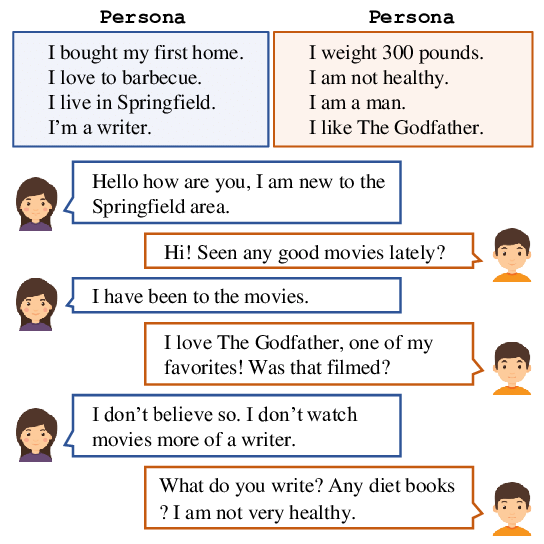 Persona
I bought my first home.
I love to barbecue.
I live in Springfield.
I'm a writer.
Persona
I weight 300 pounds.
I am not healthy.
I am a man.
I like The Godfather.
Hello how are you, I am new to the
Springfield area.
Hi! Seen any good movies lately?
I have been to the movies.
I love The Godfather, one of my
favorites! Was that filmed?
I don't believe so. I don't watch
movies more of a writer.
What do you write? Any diet books
? I am not very healthy.